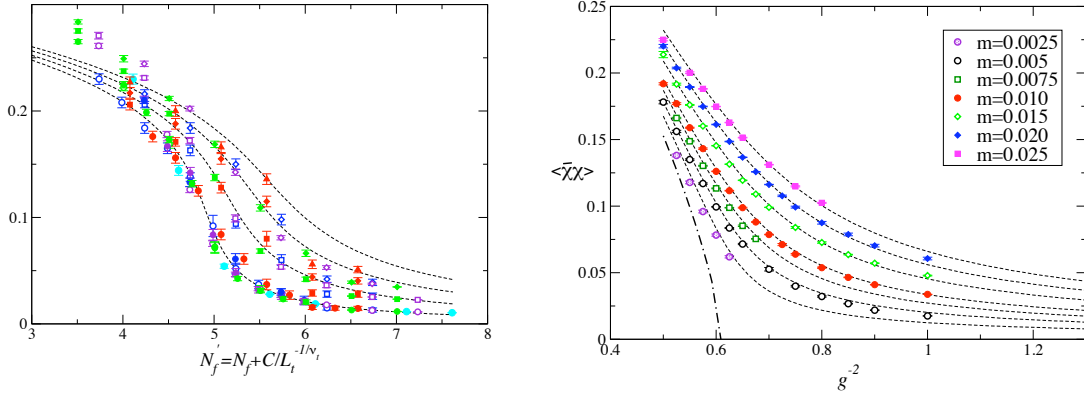 0.2
0.1
0
3 4 5 6 7 8
N_f'=N_f+C/L_t^{-1/ν_t}
0.25
0.2
0.15
<χ̄χ>
0.1
0.05
0
0.4 0.6 0.8 1 1.2
g^{-2}
m=0.0025
m=0.005
m=0.0075
m=0.010
m=0.015
m=0.020
m=0.025